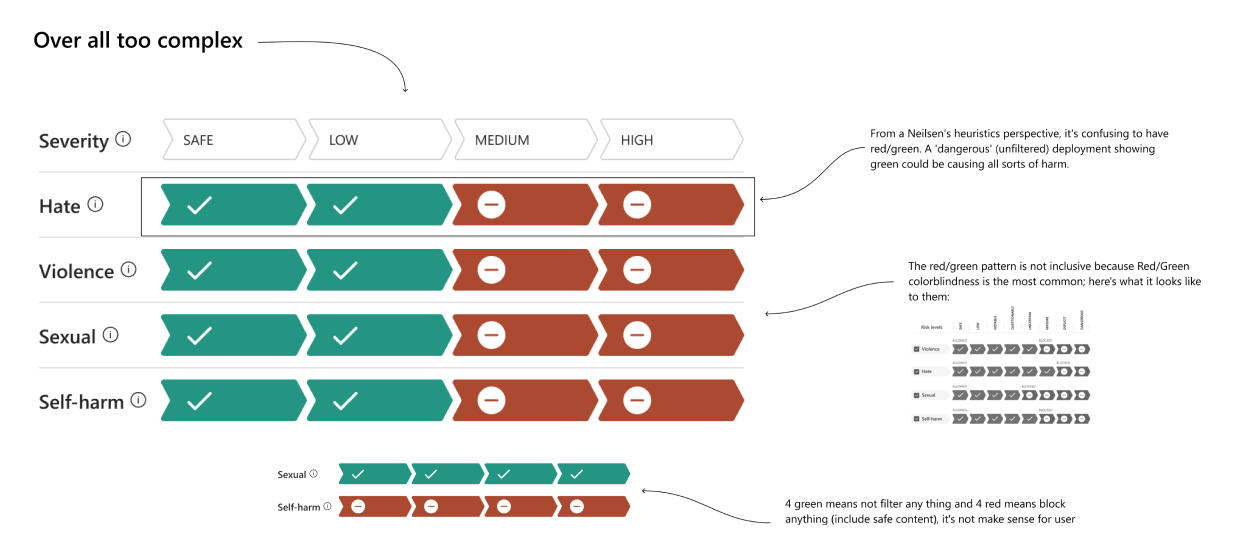 Over all too complex
Severity
SAFE
LOW
MEDIUM
HIGH
Hate
Violence
Sexual
Self-harm
From a Neilsen's heuristics perspective, it's confusing to have
red/green. A 'dangerous' (unfiltered) deployment showing
green could be causing all sorts of harm.
The red/green pattern is not inclusive because Red/Green
colorblindness is the most common; here's what it looks like
to them:
Risk levels
SAFE
LOW
QUESTIONABLE
UNCERTAIN
MATURE
EXPLICIT
DANGEROUS
ALLOWED
BLOCKED
Violence
ALLOWED
BLOCKED
Hate
ALLOWED
BLOCKED
Sexual
ALLOWED
BLOCKED
Self-harm
Sexual
Self-harm
4 green means not filter any thing and 4 red means block
anything (include safe content), it's not make sense for user